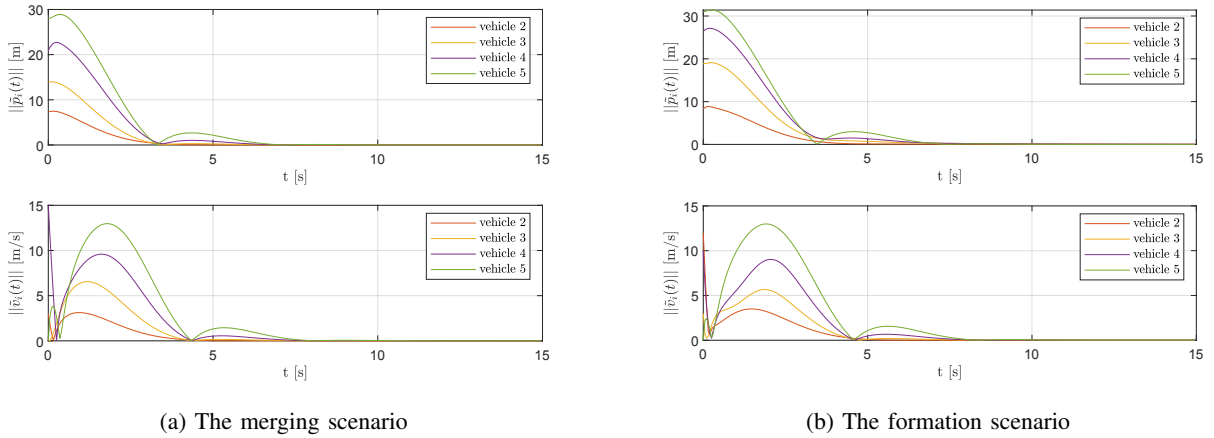 30
20
10
0
||p̃ᵢ(t)|| [m]
vehicle 2
vehicle 3
vehicle 4
vehicle 5
0 5 10 15
t [s]
15
10
5
0
||ṽᵢ(t)|| [m/s]
vehicle 2
vehicle 3
vehicle 4
vehicle 5
0 5 10 15
t [s]
(a) The merging scenario
30
20
10
0
||p̃ᵢ(t)|| [m]
vehicle 2
vehicle 3
vehicle 4
vehicle 5
0 5 10 15
t [s]
15
10
5
0
||ṽᵢ(t)|| [m/s]
vehicle 2
vehicle 3
vehicle 4
vehicle 5
0 5 10 15
t [s]
(b) The formation scenario